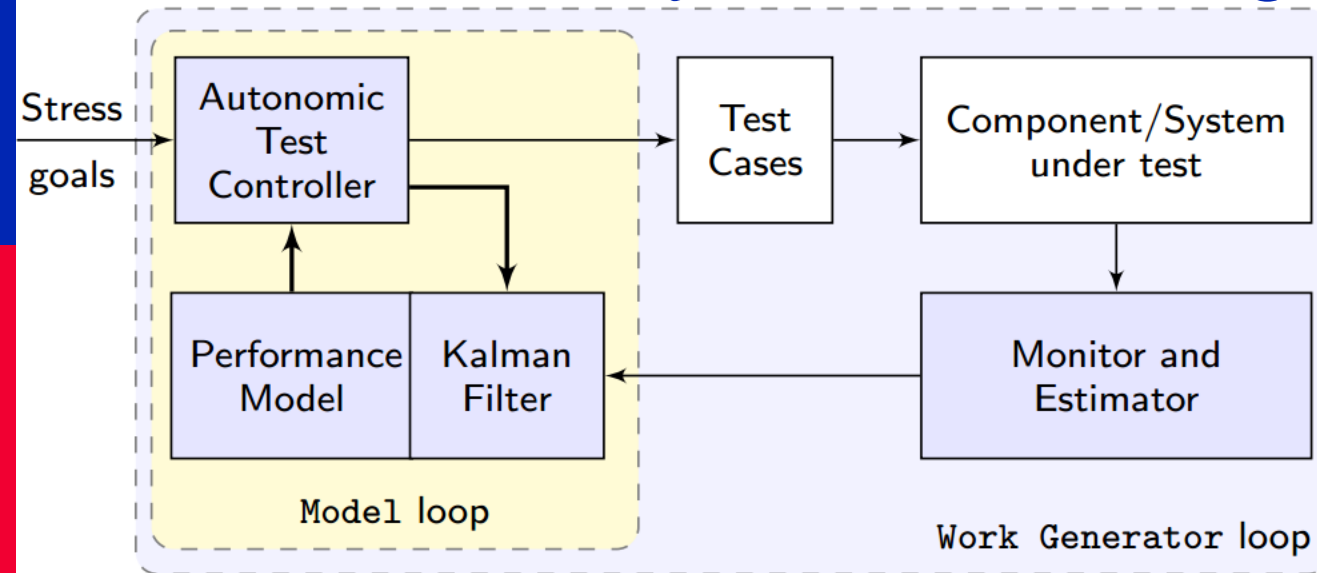 Stress
goals
Autonomic
Test
Controller
Test
Cases
Component/System
under test
Performance
Model
Kalman
Filter
Monitor and
Estimator
Model loop
Work Generator loop